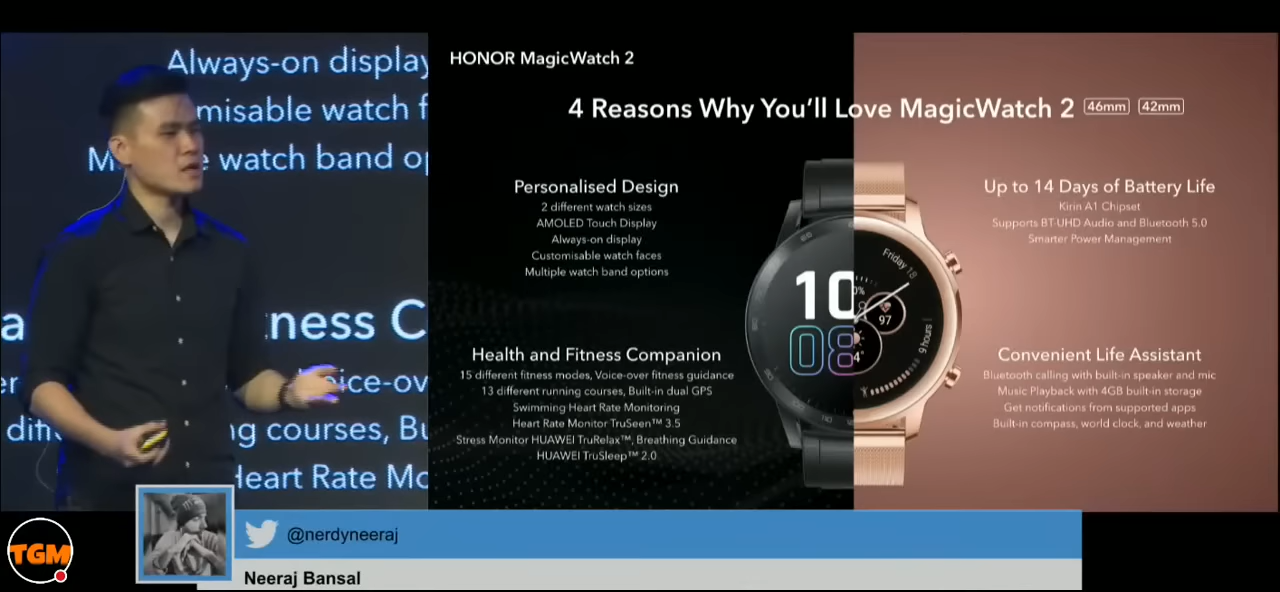 Always-on display
misable watch f
M
e watch band op
a
ness C
er
oice-ov
ng courses, Bu
Heart Rate Mo
HONOR MagicWatch 2
4 Reasons Why You'll Love MagicWatch 2 46mm 42mm
Personalised Design
2 different watch sizes
AMOLED Touch Display
Always-on display
Customisable watch faces
Multiple watch band options
Up to 14 Days of Battery Life
Kirin A1 Chipset
Supports BT-UHD Audio and Bluetooth 5.0
Smarter Power Management
10
08
Friday 18
0%
97
4°
9 hours
Health and Fitness Companion
15 different fitness modes, Voice-over fitness guidance
13 different running courses, Built-in dual GPS
Swimming Heart Rate Monitoring
Heart Rate Monitor TruSeen™ 3.5
Stress Monitor HUAWEI TruRelax™, Breathing Guidance
HUAWEI TruSleep™ 2.0
Convenient Life Assistant
Bluetooth calling with built-in speaker and mic
Music Playback with 4GB built-in storage
Get notifications from supported apps
Built-in compass, world clock, and weather
TGM
@nerdyneeraj
Neeraj Bansal